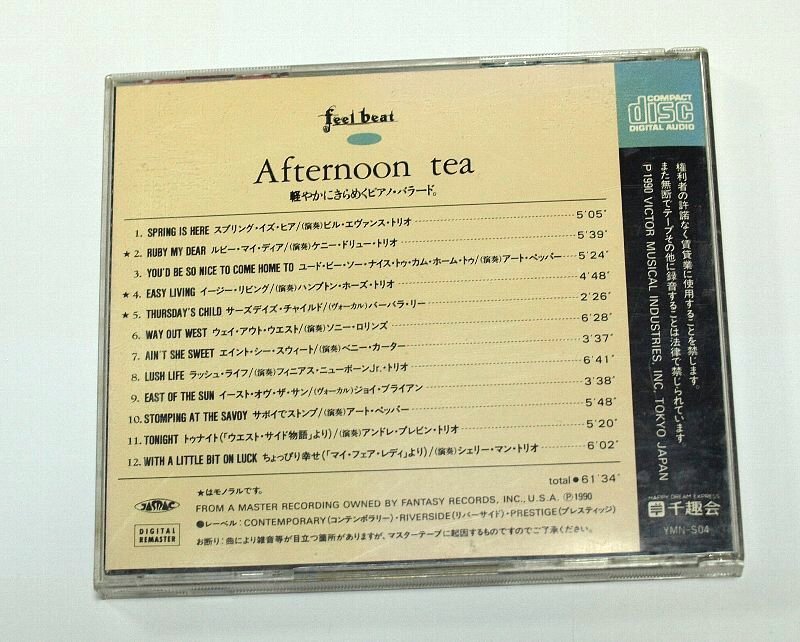 feel beat
Afternoon tea
軽やかにきらめくピアノ・バラード。
1. SPRING IS HERE スプリング・イズ・ヒア/(演奏)ビル・エヴァンス・トリオ 5'05"
★ 2. RUBY MY DEAR ルビー・マイ・ディア/(演奏)ケニー・ドリュー・トリオ 5'39"
3. YOU'D BE SO NICE TO COME HOME TO ユード・ビー・ソー・ナイス・トゥ・カム・ホーム・トゥ/(演奏)アート・ペッパー 5'24"
★ 4. EASY LIVING イージー・リビング/(演奏)ハンプトン・ホーズ・トリオ 4'48"
★ 5. THURSDAY'S CHILD サーズデイズ・チャイルド/(ヴォーカル)バーバラ・リー 2'26"
6. WAY OUT WEST ウェイ・アウト・ウエスト/(演奏)ソニー・ロリンズ 6'28"
7. AIN'T SHE SWEET エイント・シー・スウィート/(演奏)ベニー・カーター 3'37"
8. LUSH LIFE ラッシュ・ライフ/(演奏)フィニアス・ニューボーンJr.・トリオ 6'41"
9. EAST OF THE SUN イースト・オヴ・ザ・サン/(ヴォーカル)ジョイ・ブライアン 3'38"
10. STOMPING AT THE SAVOY サボイでストンプ/(演奏)アート・ペッパー 5'48"
11. TONIGHT トゥナイト(「ウエスト・サイド物語」より)/(演奏)アンドレ・プレビン・トリオ 5'20"
12. WITH A LITTLE BIT ON LUCK ちょっぴり幸せ(「マイ・フェア・レディ」より)/(演奏)シェリー・マン・トリオ 6'02"
total●61'34"
★はモノラルです。
JASRAC
FROM A MASTER RECORDING OWNED BY FANTASY RECORDS, INC., U.S.A. Ⓟ1990
●レーベル：CONTEMPORARY(コンテンポラリー)・RIVERSIDE(リバーサイド)・PRESTIGE(プレスティッジ)
DIGITAL
REMASTER
お断り：曲により雑音等が目立つ箇所がありますが、マスターテープに起因するものですのでご了承ください。
COMPACT
disc
DIGITAL AUDIO
権利者の許諾なく賃貸業に使用することを禁じます。
また無断でテープその他に録音することは法律で禁じられています。
P 1990 VICTOR MUSICAL INDUSTRIES, INC. TOKYO JAPAN
HAPPY DREAM EXPRESS
千趣会
YMN-S04